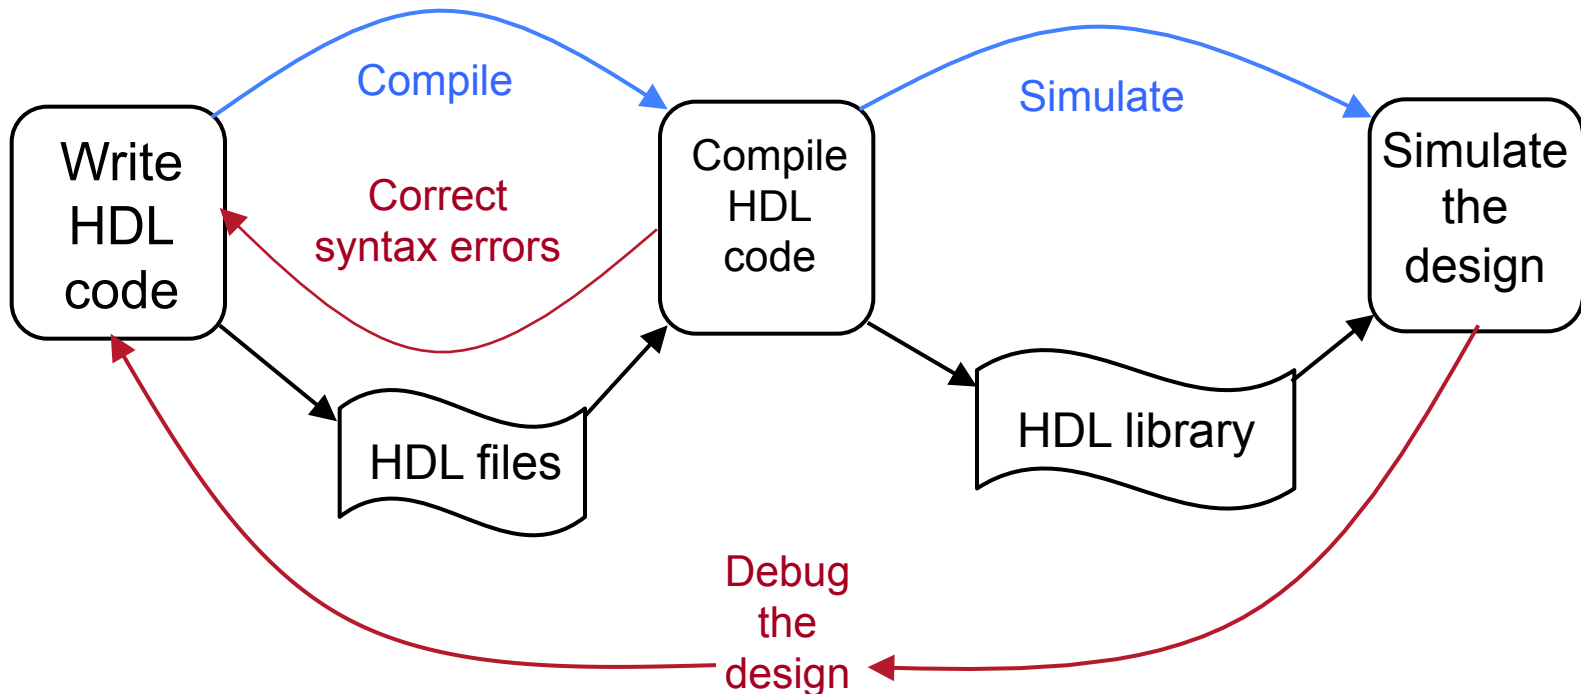 Compile
Simulate
Write
HDL
code
Correct
syntax errors
Compile
HDL
code
Simulate
the
design
HDL files
HDL library
Debug
the
design